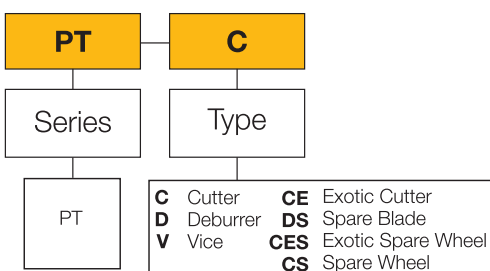 PT C
Series Type
PT
C Cutter CE Exotic Cutter
D Deburrer DS Spare Blade
V Vice CES Exotic Spare Wheel
CS Spare Wheel